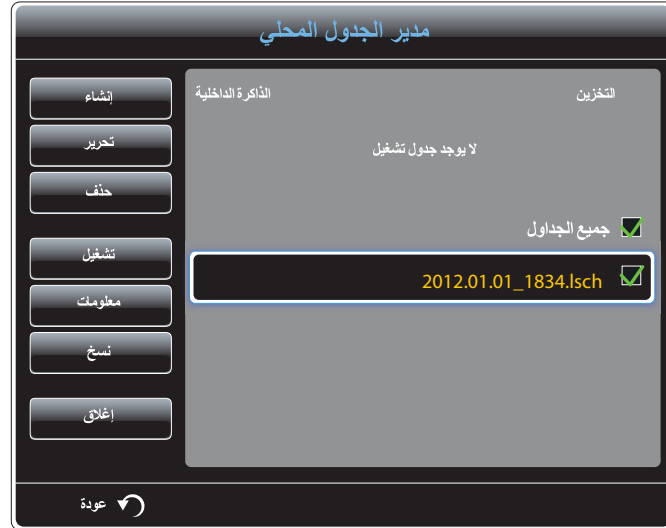 مدير الجدول المحلي
التخزين
الذاكرة الداخلية
لا يوجد جدول تشغيل
جميع الجداول
2012.01.01_1834.lsch
إنشاء
تحرير
حذف
تشغيل
معلومات
نسخ
إغلاق
عودة